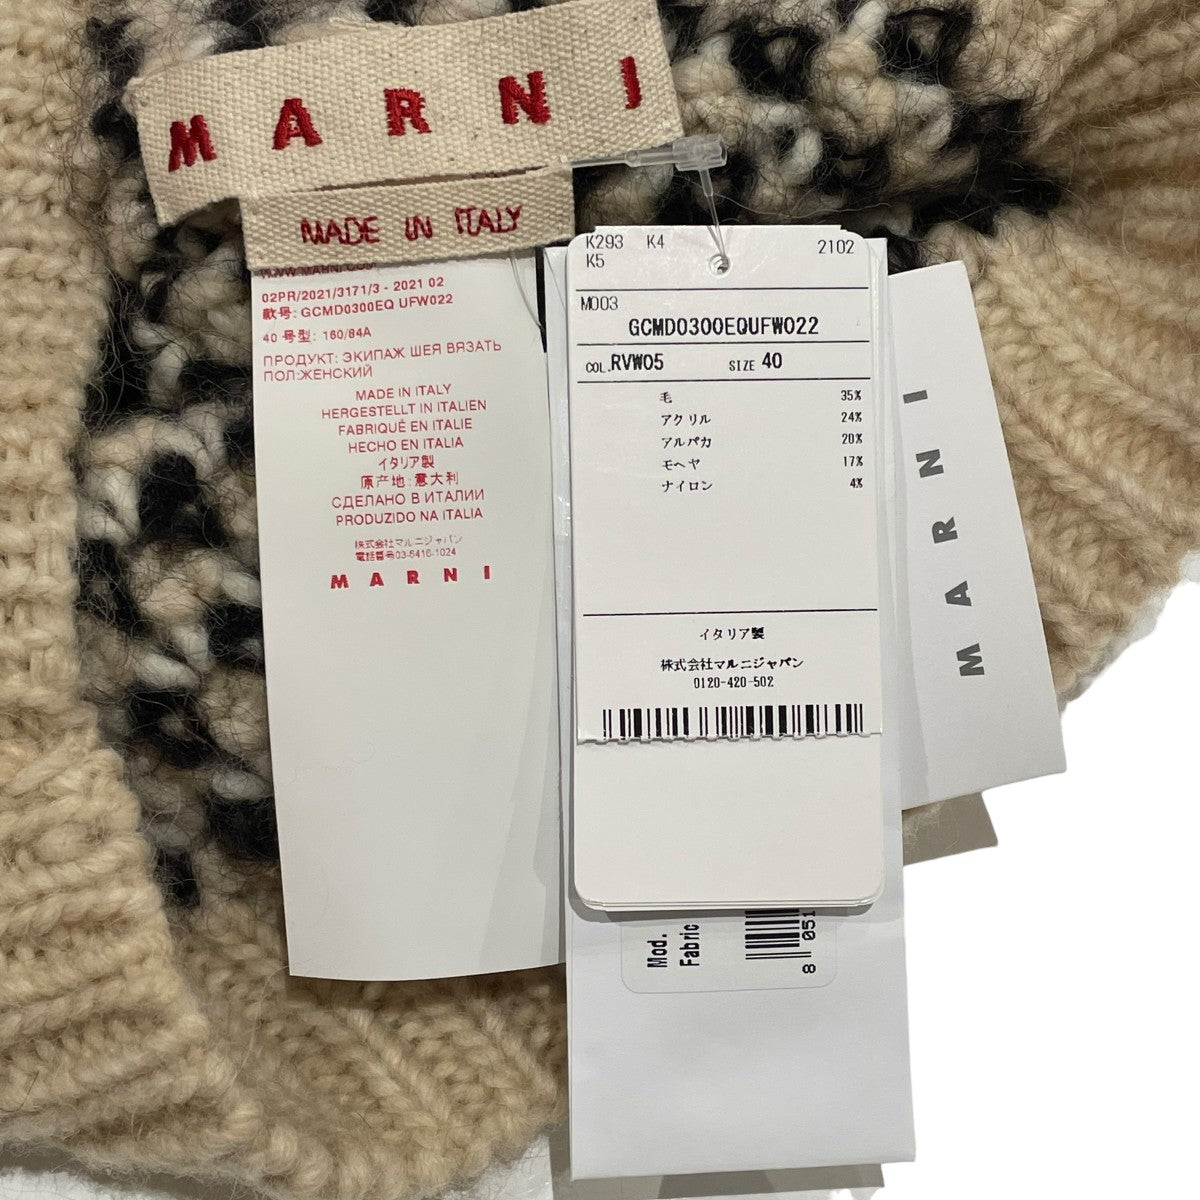 MARNI
MADE IN ITALY
WWW.MARNI.COM
02PR/2021/3171/3 - 2021 02
款号: GCMD0300EQ UFW022
40 号型: 160/84A
ПРОДУКТ: ЭКИПАЖ ШЕЯ ВЯЗАТЬ
ПОЛ:ЖЕНСКИЙ
MADE IN ITALY
HERGESTELLT IN ITALIEN
FABRIQUÉ EN ITALIE
HECHO EN ITALIA
イタリア製
原产地:意大利
СДЕЛАНО В ИТАЛИИ
PRODUZIDO NA ITALIA
株式会社マルニジャパン
電話番号03-6416-1024
MARNI
K293 K4 2102
K5
M003
GCMD0300EQUFW022
COL.RVW05 SIZE 40
毛 35%
アクリル 24%
アルパカ 20%
モヘヤ 17%
ナイロン 4%
イタリア製
株式会社マルニジャパン
0120-420-502
MARNI
Mod.
Fabric
8 051